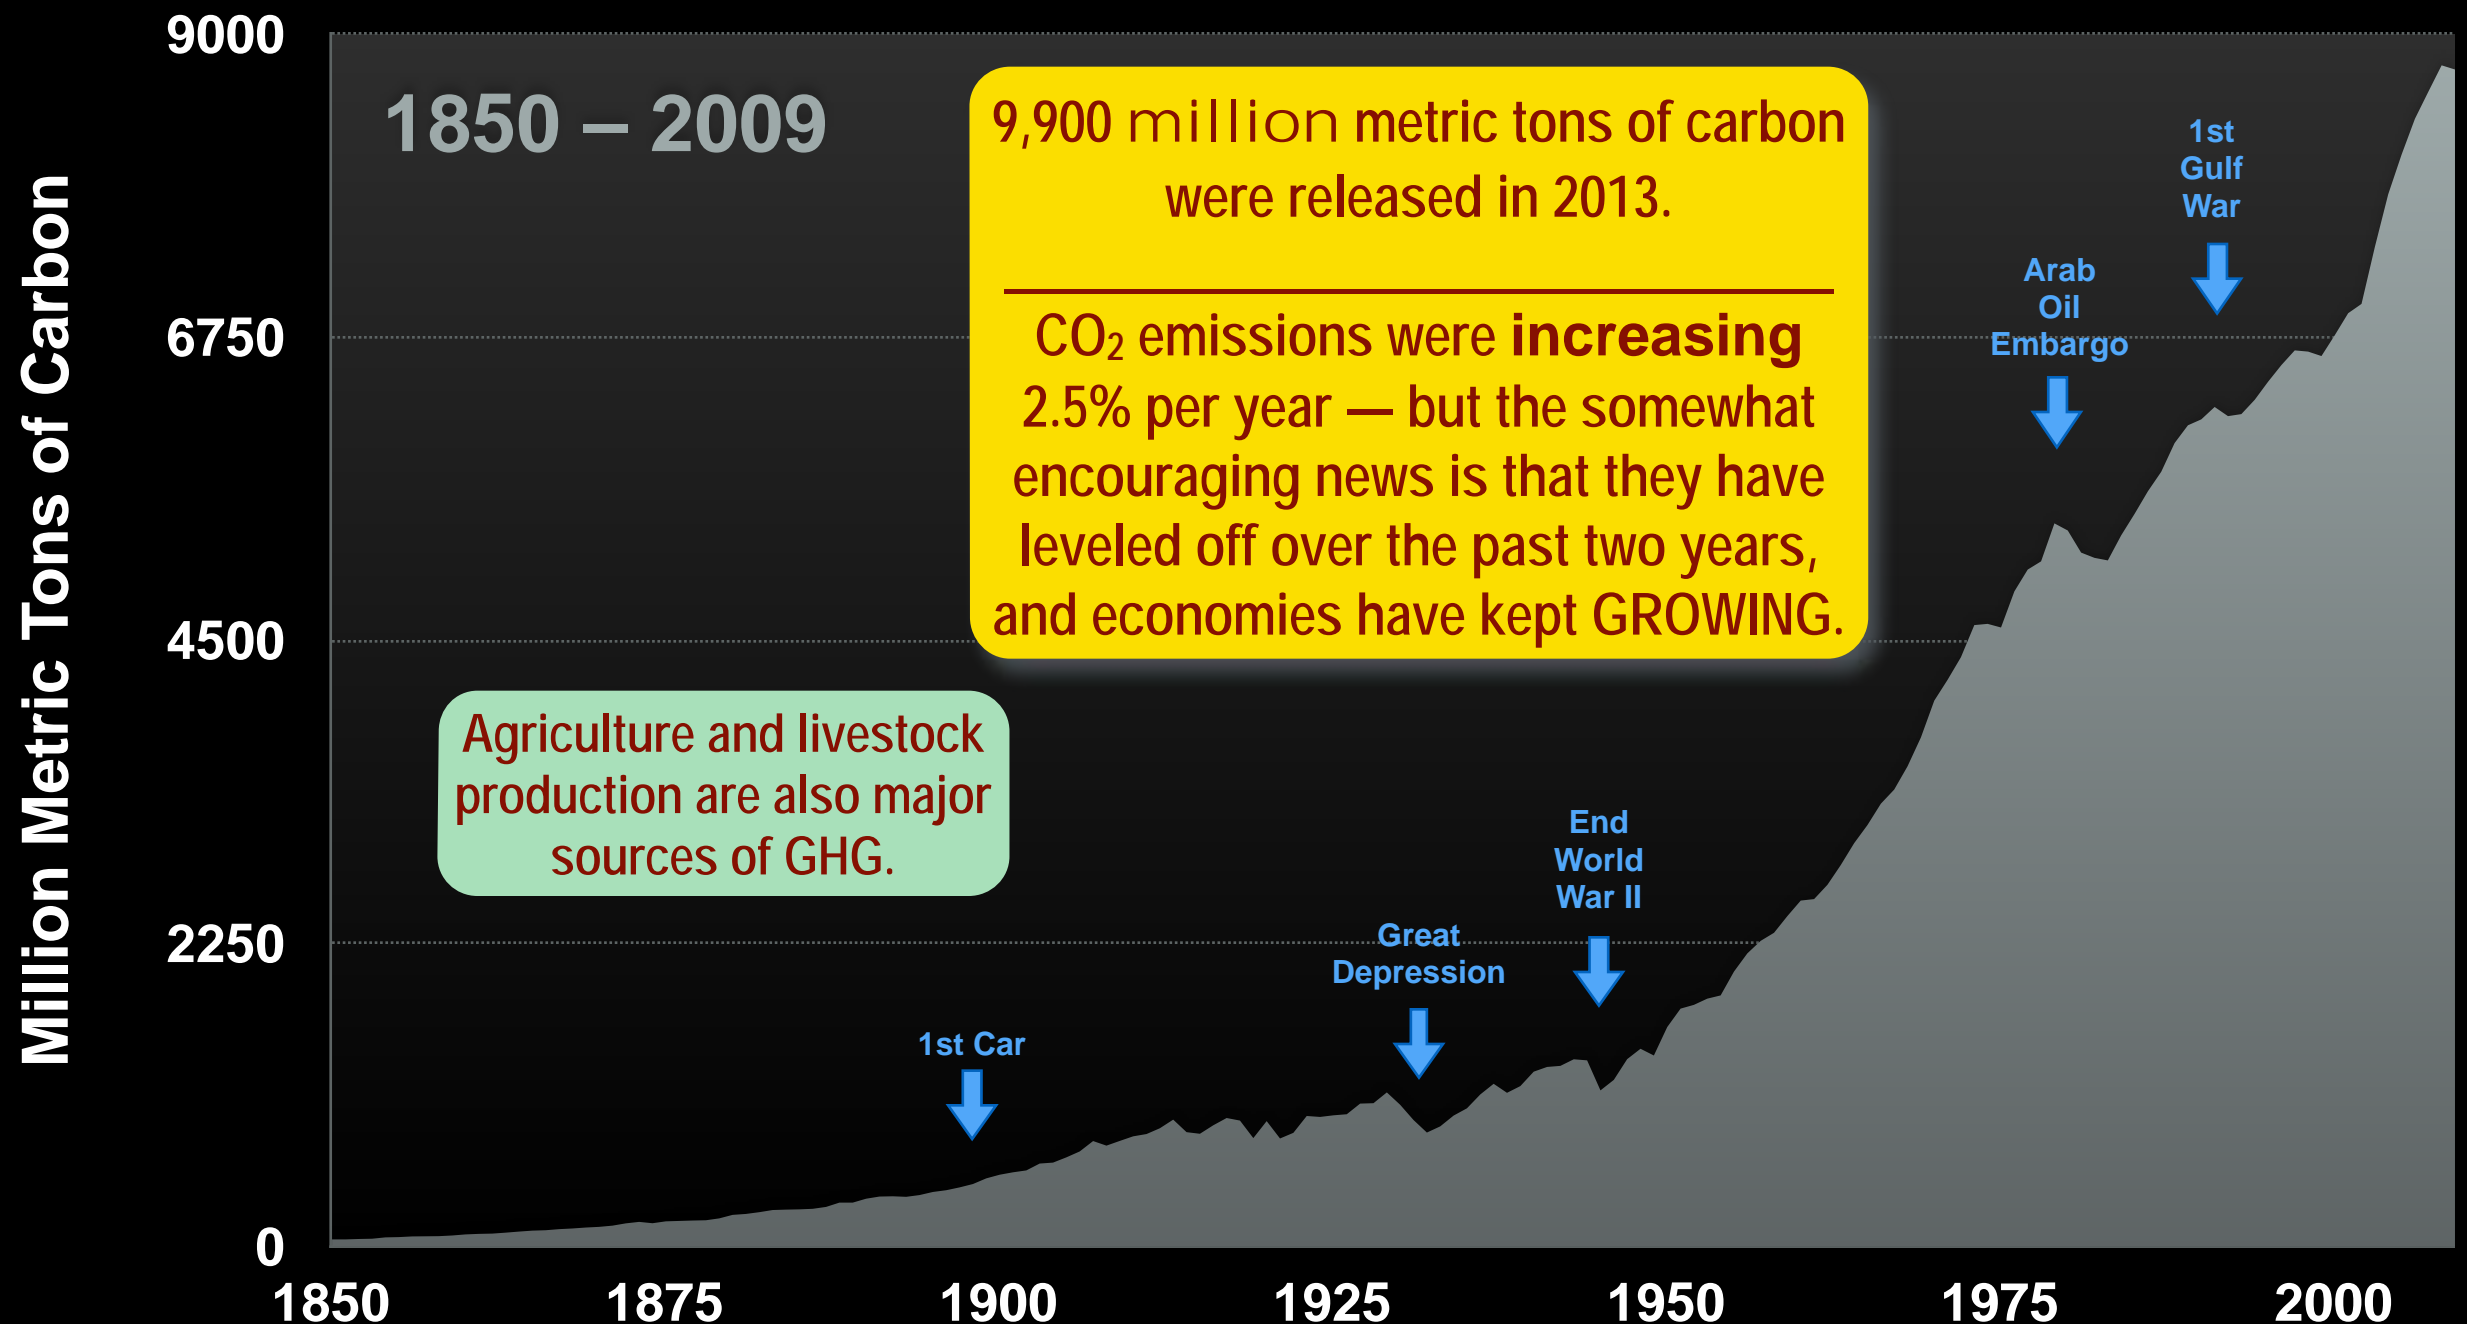 9000
6750
4500
2250
0
Million Metric Tons of Carbon
1850 – 2009
9,900 million metric tons of carbon
were released in 2013.
CO₂ emissions were increasing
2.5% per year — but the somewhat
encouraging news is that they have
leveled off over the past two years,
and economies have kept GROWING.
Agriculture and livestock
production are also major
sources of GHG.
1st Car
Great
Depression
End
World
War II
Arab
Oil
Embargo
1st
Gulf
War
1850
1875
1900
1925
1950
1975
2000